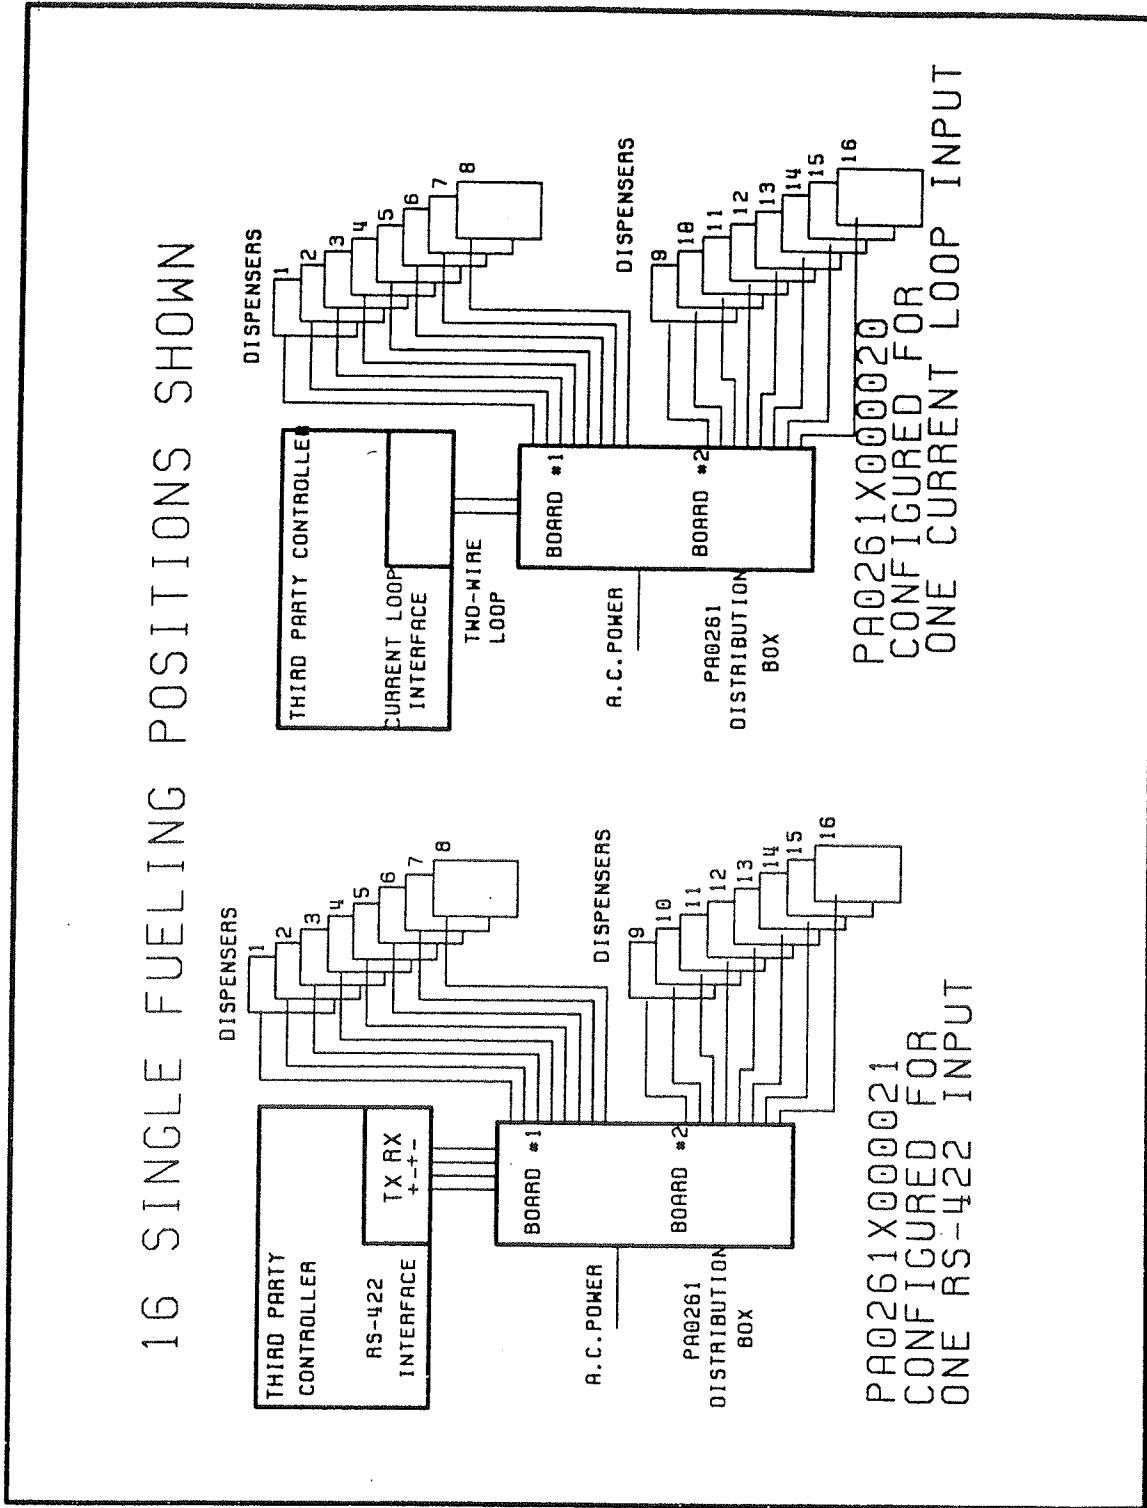 16 SINGLE FUELING POSITIONS SHOWN
THIRD PARTY
CONTROLLER
RS-422
INTERFACE
TX RX
+-+-
DISPENSERS
1
2
3
4
5
6
7
8
BOARD #1
BOARD #2
A.C.POWER
PA0261
DISTRIBUTION
BOX
DISPENSERS
9
10
11
12
13
14
15
16
PA0261X000021
CONFIGURED FOR
ONE RS-422 INPUT
THIRD PARTY CONTROLLER
CURRENT LOOP
INTERFACE
TWO-WIRE
LOOP
DISPENSERS
1
2
3
4
5
6
7
8
BOARD #1
BOARD #2
A.C.POWER
PA0261
DISTRIBUTION
BOX
DISPENSERS
9
10
11
12
13
14
15
16
PA0261X000020
CONFIGURED FOR
ONE CURRENT LOOP INPUT